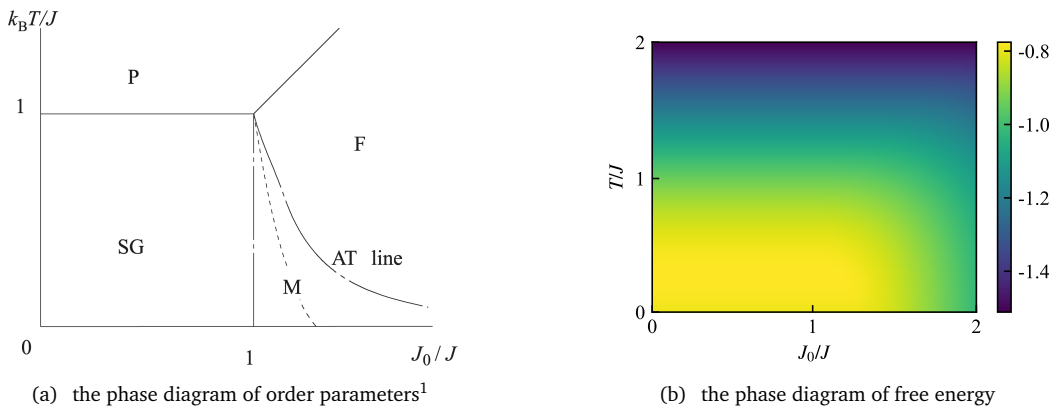 k_B T/J
P
1
F
SG
AT line
M
0
1
J_0 / J
(a) the phase diagram of order parameters^1
2
T/J
1
0
0
1
2
J_0/J
-0.8
-1.0
-1.2
-1.4
(b) the phase diagram of free energy